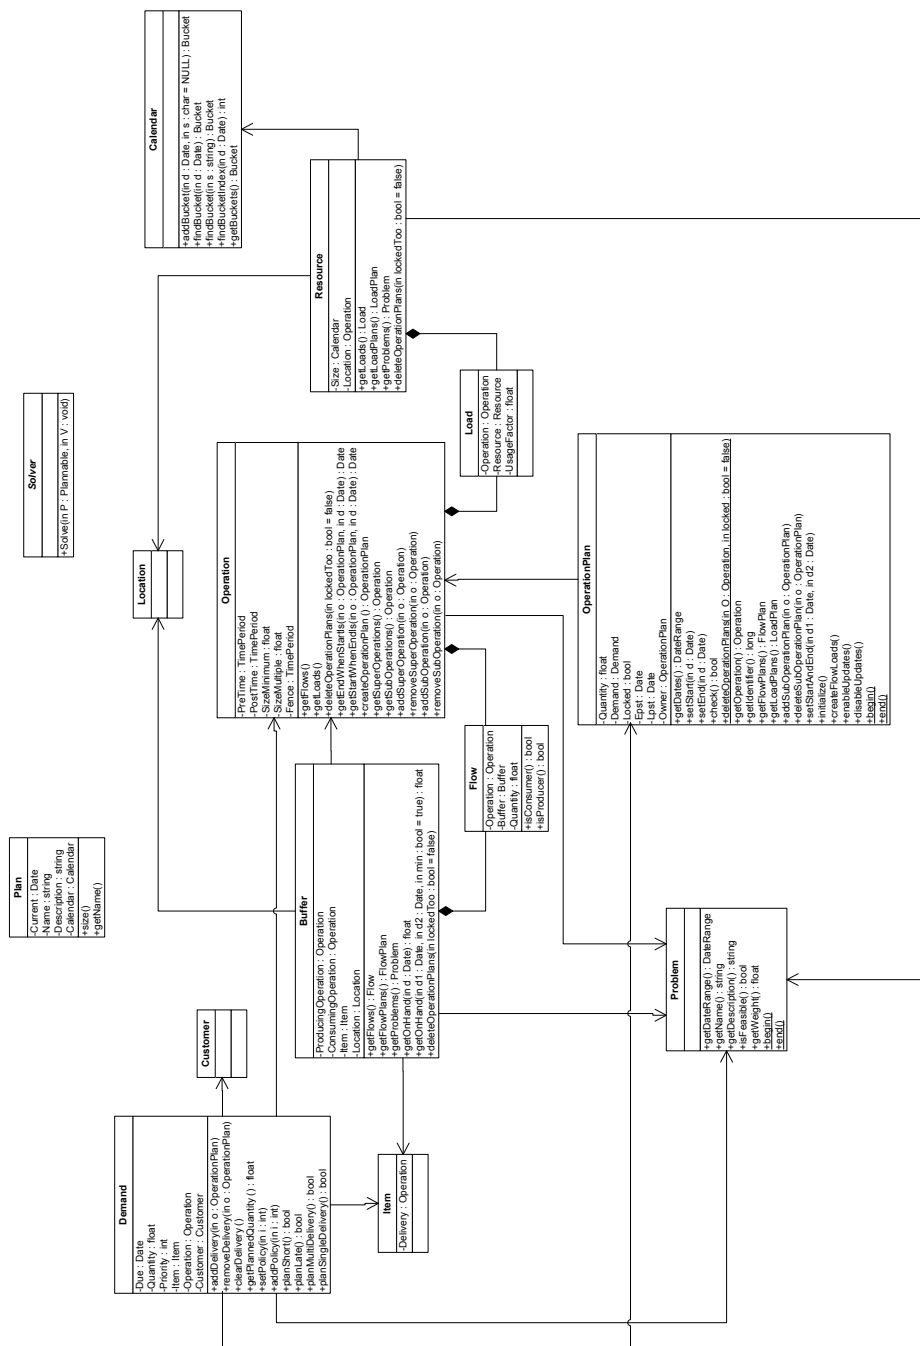 Plan
-Current : Date
-Name : string
-Description : string
-Calendar : Calendar
+size()
+getName()
Solver
+Solve(in P : Plannable, in V : void)
Demand
-Due : Date
-Quantity : float
-Priority : int
-Item : Item
-Operation : Operation
-Customer : Customer
+addDelivery(in o : OperationPlan)
+removeDelivery(in o : OperationPlan)
+clearDelivery ()
+getPlannedQuantity () : float
+setPolicy(in i : int)
+addPolicy(in i : int)
+planShort() : bool
+planLate() : bool
+planMultiDelivery() : bool
+planSingleDelivery() : bool
Customer
Location
Calendar
+addBucket(in d : Date, in s : char = NULL) : Bucket
+findBucket(in d : Date) : Bucket
+findBucket(in s : string) : Bucket
+findBucketIndex(in d : Date) : int
+getBuckets() : Bucket
Operation
-PreTime : TimePeriod
-PostTime : TimePeriod
-SizeMinimum : float
-SizeMutiple : float
-Fence : TimePeriod
+getFlows()
+getLoads()
+deleteOperationPlans(in lockedToo : bool = false)
+getEndWhenStartIs(in o : OperationPlan, in d : Date) : Date
+getStartWhenEndIs(in o : OperationPlan, in d : Date) : Date
+createOperationPlan () : OperationPlan
+getSuperOperations() : Operation
+getSubOperations() : Operation
+addSuperOperation(in o : Operation)
+removeSuperOperation(in o : Operation)
+addSubOperation(in o : Operation)
+removeSubOperation(in o : Operation)
Buffer
-ProducingOperation : Operation
-ConsumingOperation : Operation
-Item : Item
-Location : Location
+getFlows() : Flow
+getFlowPlans() : FlowPlan
+getProblems() : Problem
+getOnHand(in d : Date) : float
+getOnHand(in d1 : Date, in d2 : Date, in min : bool = true) : float
+deleteOperationPlans(in lockedToo : bool = false)
Resource
-Size : Calendar
-Location : Operation
+getLoads() : Load
+getLoadPlans() : LoadPlan
+getProblems() : Problem
+deleteOperationPlans(in lockedToo : bool = false)
Item
-Delivery : Operation
Flow
-Operation : Operation
-Buffer : Buffer
-Quantity : float
+isConsumer() : bool
+isProducer() : bool
Load
-Operation : Operation
-Resource : Resource
-UsageFactor : float
OperationPlan
-Quantity : float
-Demand : Demand
-Locked : bool
-Epst : Date
-Lpst : Date
-Owner : OperationPlan
+getDates() : DateRange
+setStart(in d : Date)
+setEnd(in d : Date)
+check() : bool
+deleteOperationPlans(in O : Operation, in locked : bool = false)
+getOperation() : Operation
+getIdentifier() : long
+getFlowPlans() : FlowPlan
+getLoadPlans() : LoadPlan
+addSubOperationPlan(in o : OperationPlan)
+deleteSubOperationPlan(in o : OperationPlan)
+setStartAndEnd(in d1 : Date, in d2 : Date)
+initialize()
+createFlowLoads()
+enableUpdates()
+disableUpdates()
+begin()
+end()
Problem
+getDateRange() : DateRange
+getName() : string
+getDescription() : string
+isFeasible() : bool
+getWeight() : float
+begin()
+end()